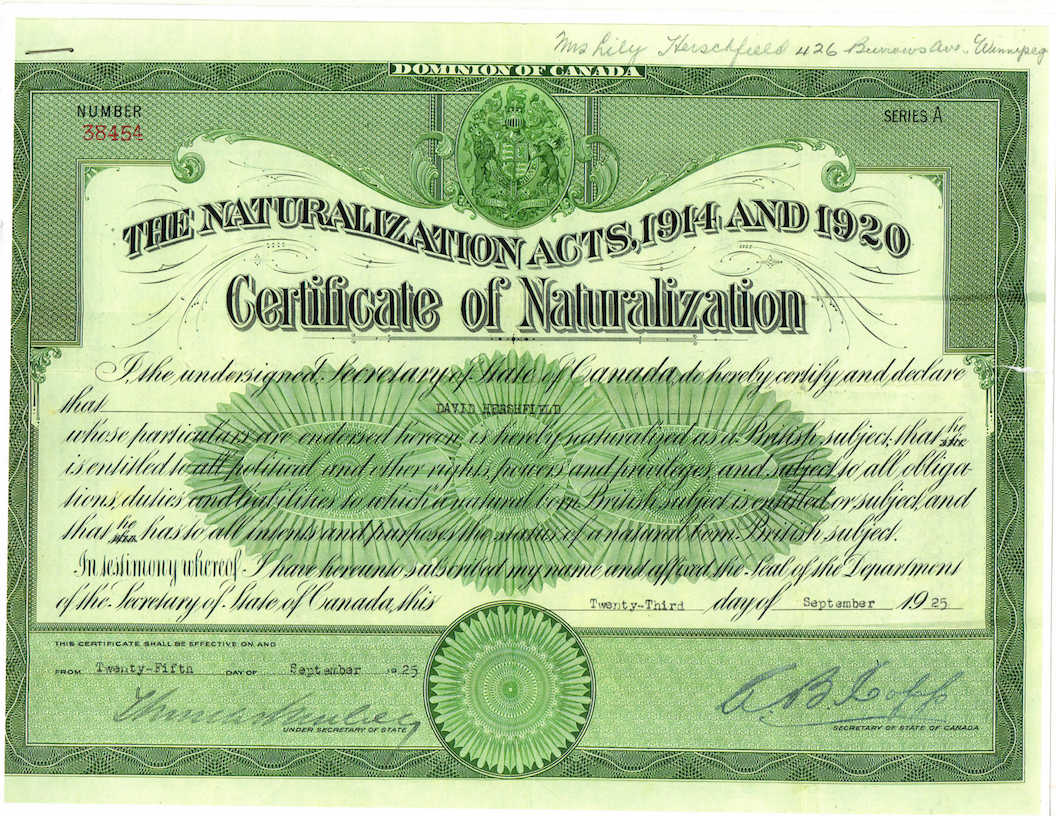 Mrs Lily Herschfield 426 Burrows Ave. Winnipeg
DOMINION OF CANADA
NUMBER
38454
SERIES A
THE NATURALIZATION ACTS, 1914 AND 1920
Certificate of Naturalization
I, the undersigned, Secretary of State of Canada, do hereby certify and declare
that DAVID HERSHFIELD
whose particulars are endorsed hereon, is hereby naturalized as a British subject, that he
is entitled to all political and other rights, powers and privileges, and subject to all obliga-
tions, duties and liabilities to which a natural born British subject is entitled or subject, and
that he has to all intents and purposes the status of a natural born British subject.
In testimony whereof I have hereunto subscribed my name and affixed the Seal of the Department
of the Secretary of State of Canada, this Twenty-Third day of September 1925
THIS CERTIFICATE SHALL BE EFFECTIVE ON AND
FROM Twenty-Fifth DAY OF September 1925
Thomas Mulvey
UNDER SECRETARY OF STATE
A B Copp
SECRETARY OF STATE OF CANADA